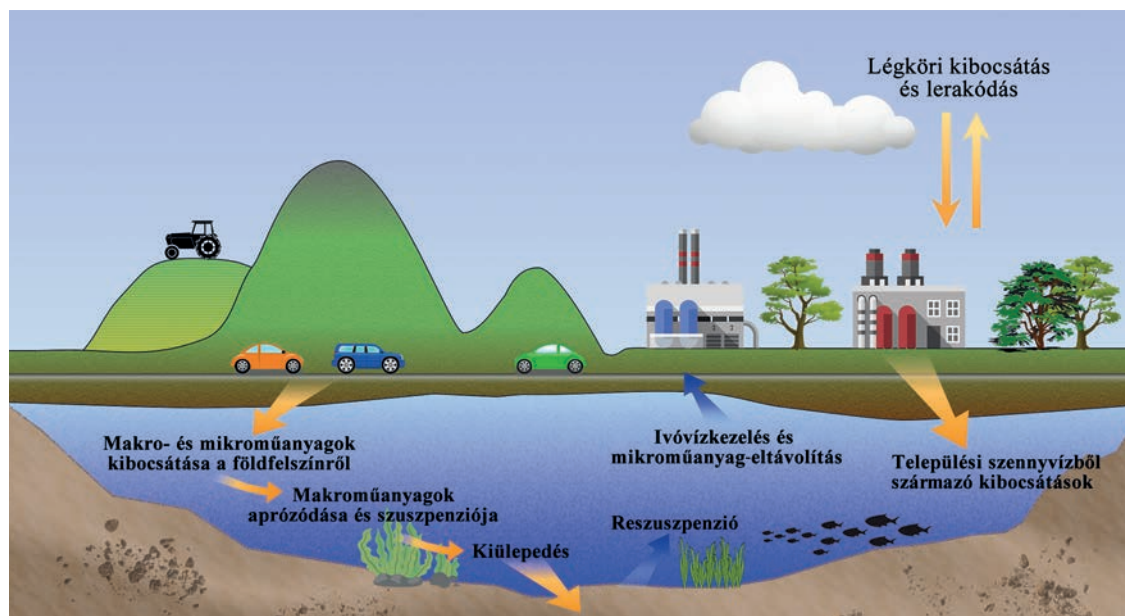 Légköri kibocsátás
és lerakódás
Makro- és mikroműanyagok
kibocsátása a földfelszínről
Ivóvízkezelés és
mikroműanyag-eltávolítás
Települési szennyvízből
származó kibocsátások
Makroműanyagok
aprózódása és szuszpenziója
Reszuszpenzió
Kiülepedés